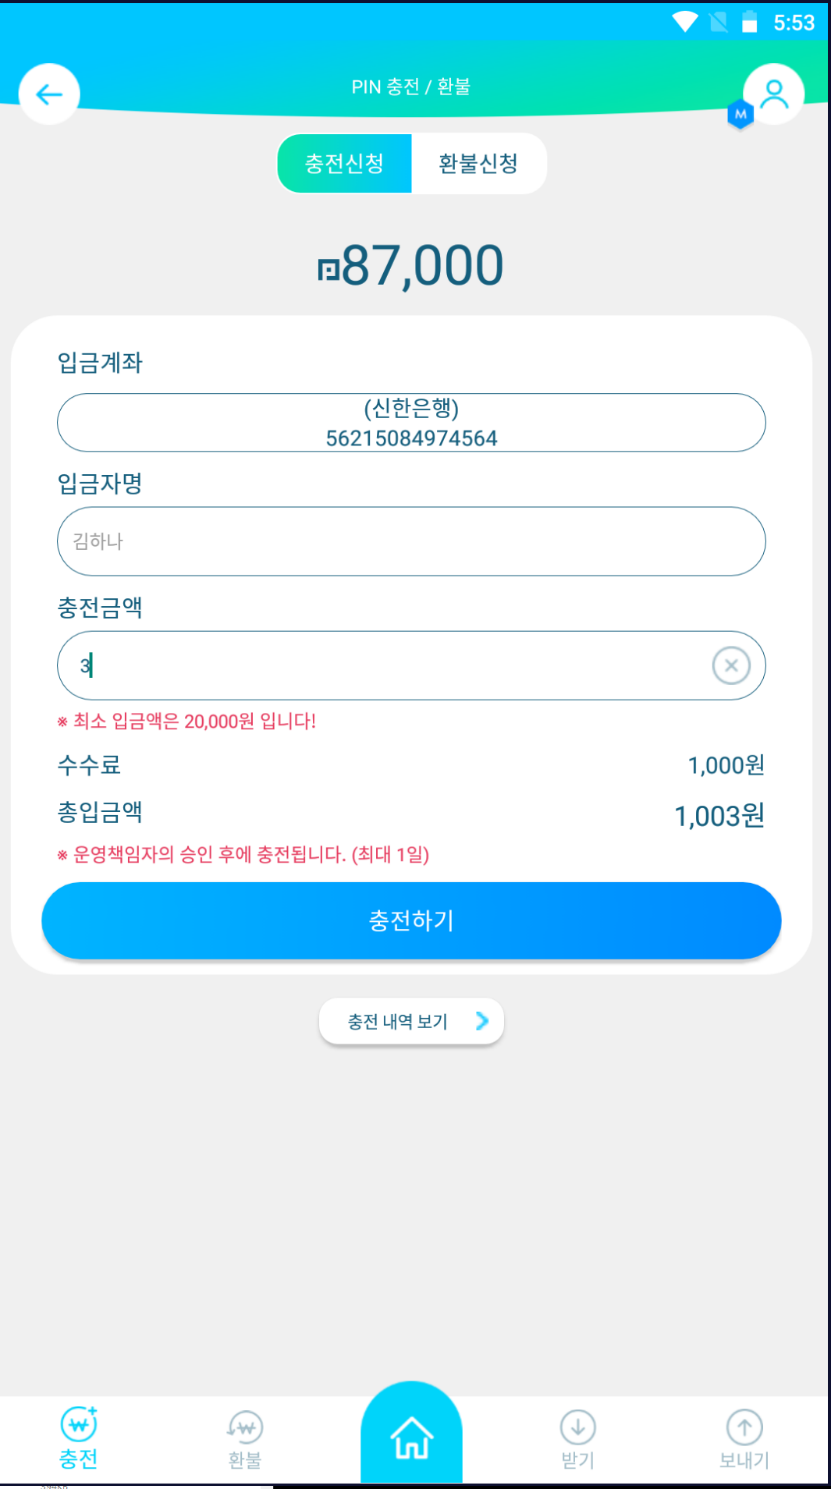 5:53
PIN 충전 / 환불
M
충전신청 환불신청
87,000
입금계좌
(신한은행)
56215084974564
입금자명
김하나
충전금액
3
※ 최소 입금액은 20,000원 입니다!
수수료 1,000원
총입금액 1,003원
※ 운영책임자의 승인 후에 충전됩니다. (최대 1일)
충전하기
충전 내역 보기
충전 환불 받기 보내기